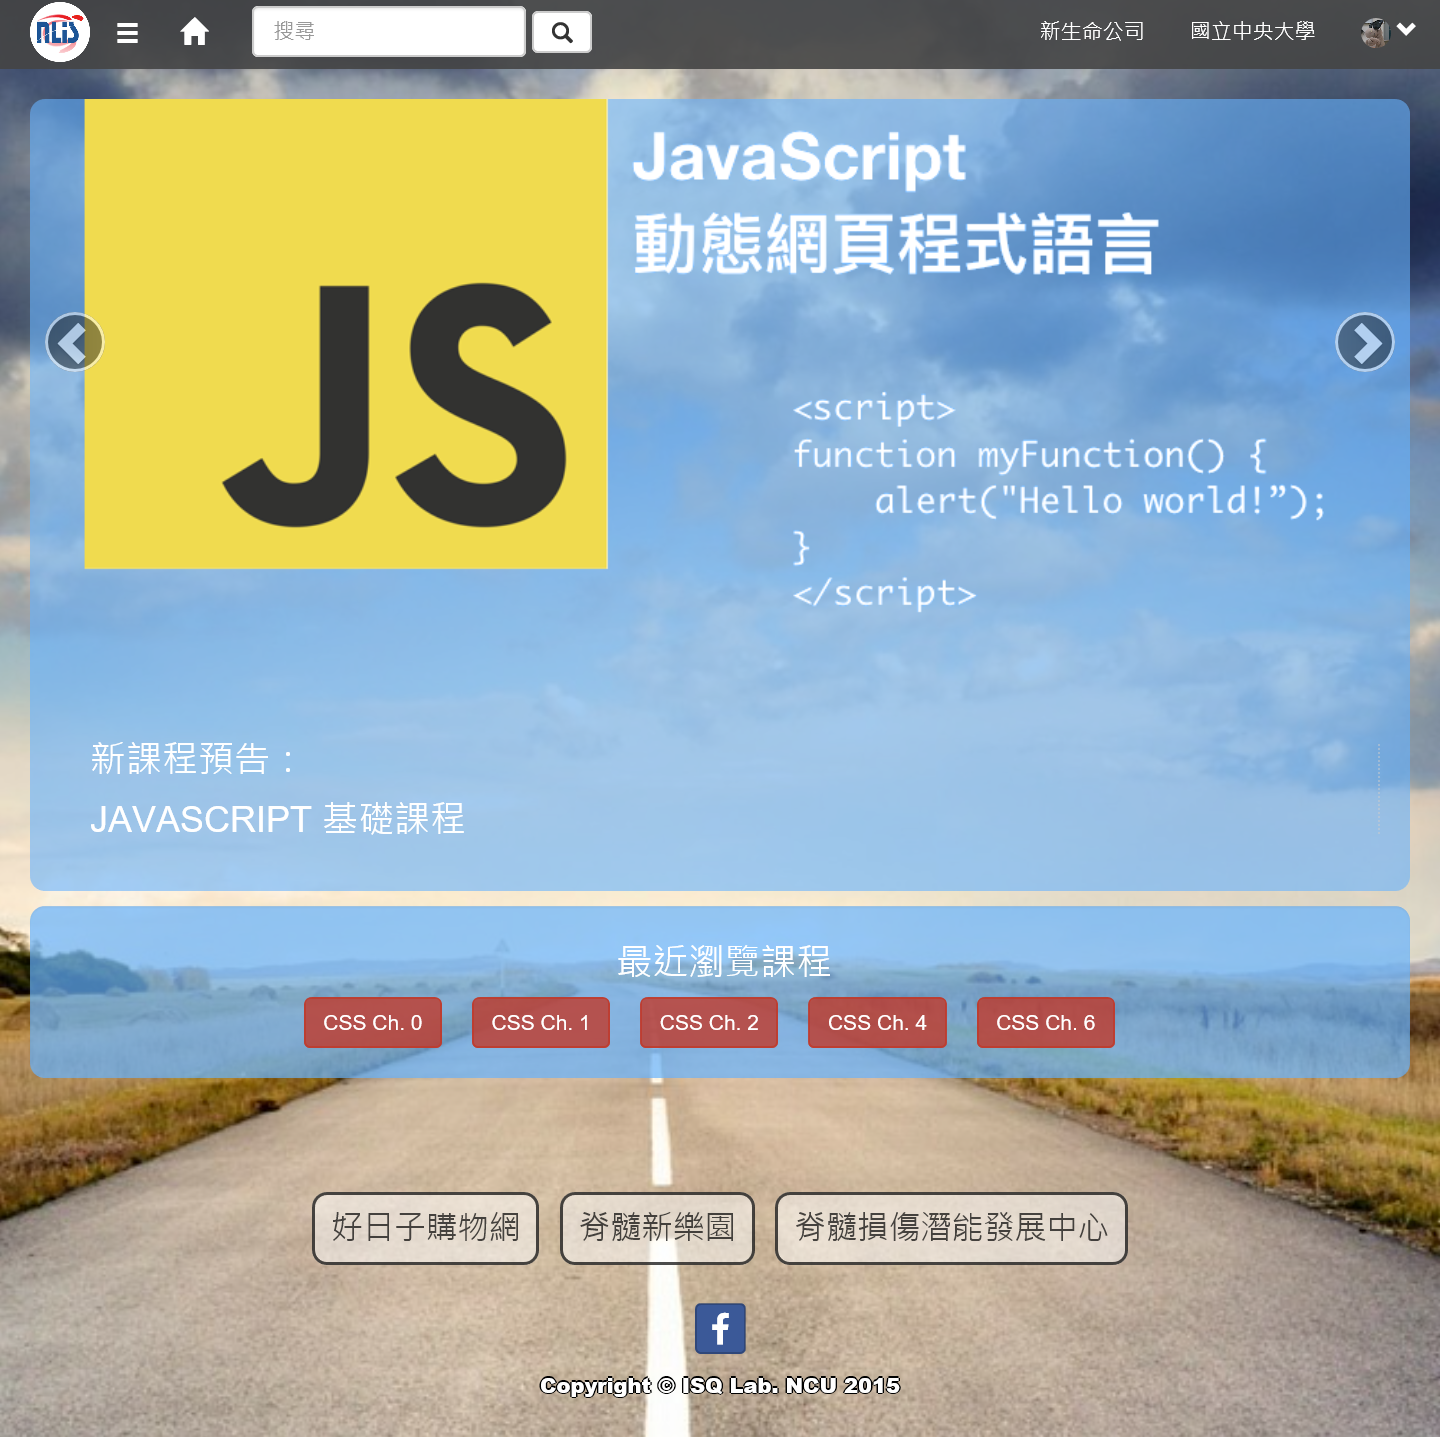 NLIS
搜尋
新生命公司
國立中央大學
JavaScript
動態網頁程式語言
JS
<script>
function myFunction() {
alert("Hello world!”);
}
</script>
新課程預告：
JAVASCRIPT 基礎課程
最近瀏覽課程
CSS Ch. 0
CSS Ch. 1
CSS Ch. 2
CSS Ch. 4
CSS Ch. 6
好日子購物網
脊髓新樂園
脊髓損傷潛能發展中心
f
Copyright © ISQ Lab. NCU 2015